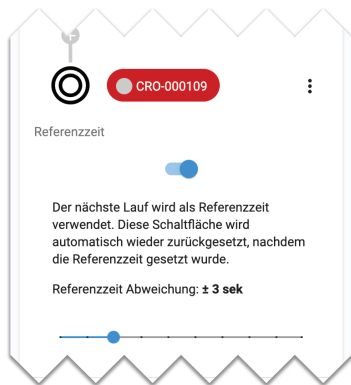 CRO-000109
Referenzzeit
Der nächste Lauf wird als Referenzzeit
verwendet. Diese Schaltfläche wird
automatisch wieder zurückgesetzt, nachdem
die Referenzzeit gesetzt wurde.
Referenzzeit Abweichung: ± 3 sek